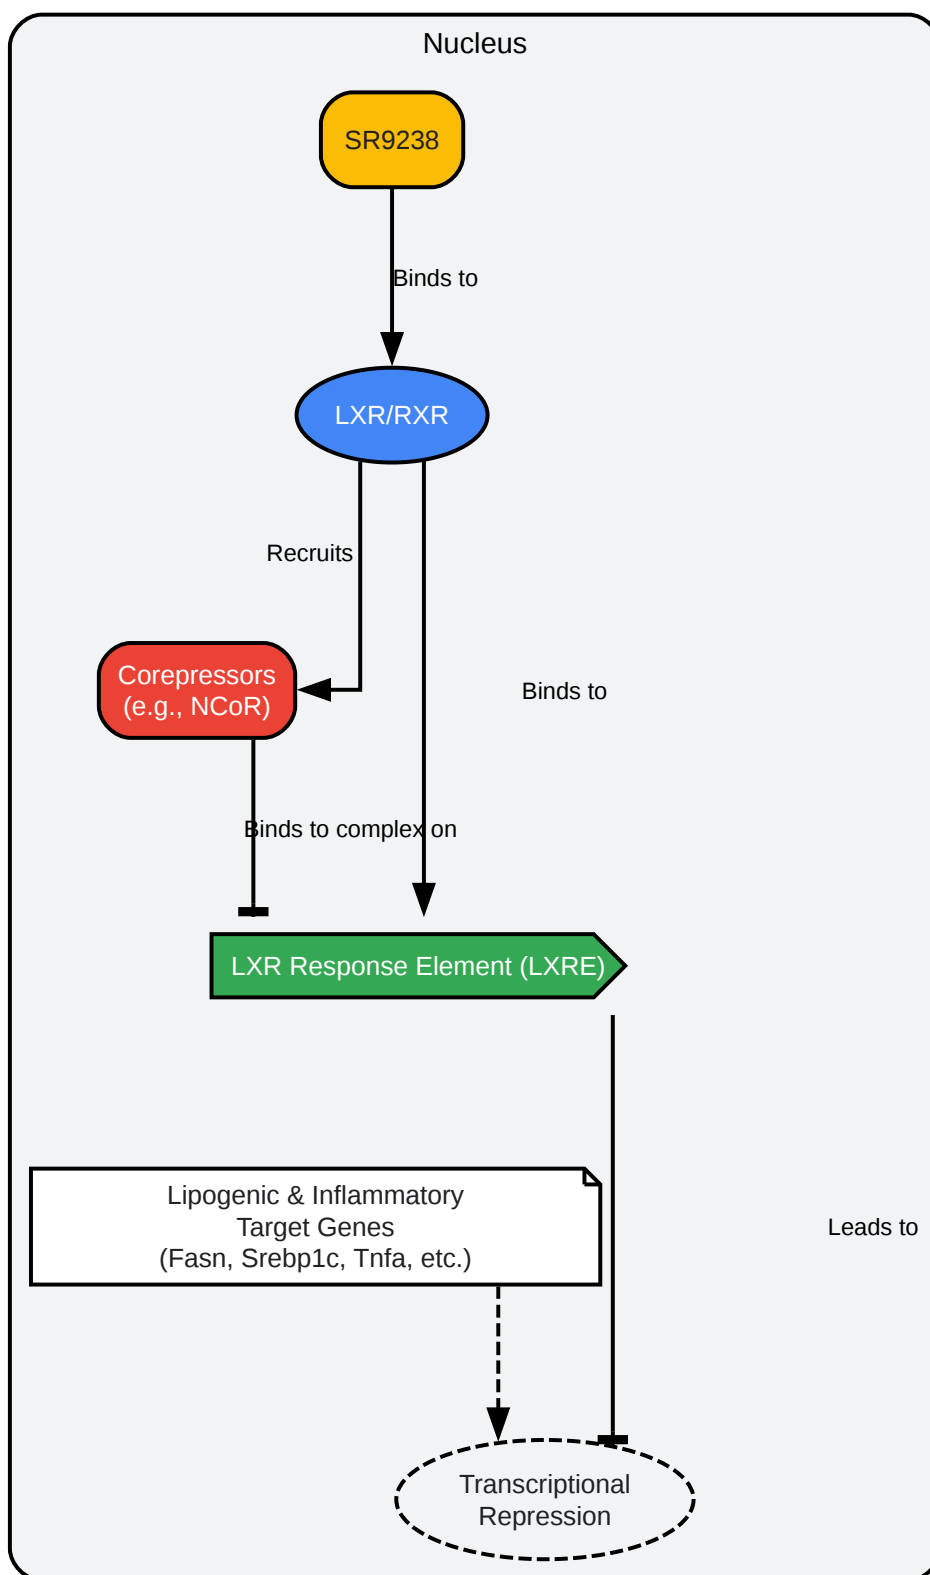 Nucleus
SR9238
Binds to
LXR/RXR
Recruits
Corepressors
(e.g., NCoR)
Binds to
Binds to complex on
LXR Response Element (LXRE)
Lipogenic & Inflammatory
Target Genes
(Fasn, Srebp1c, Tnfa, etc.)
Leads to
Transcriptional
Repression